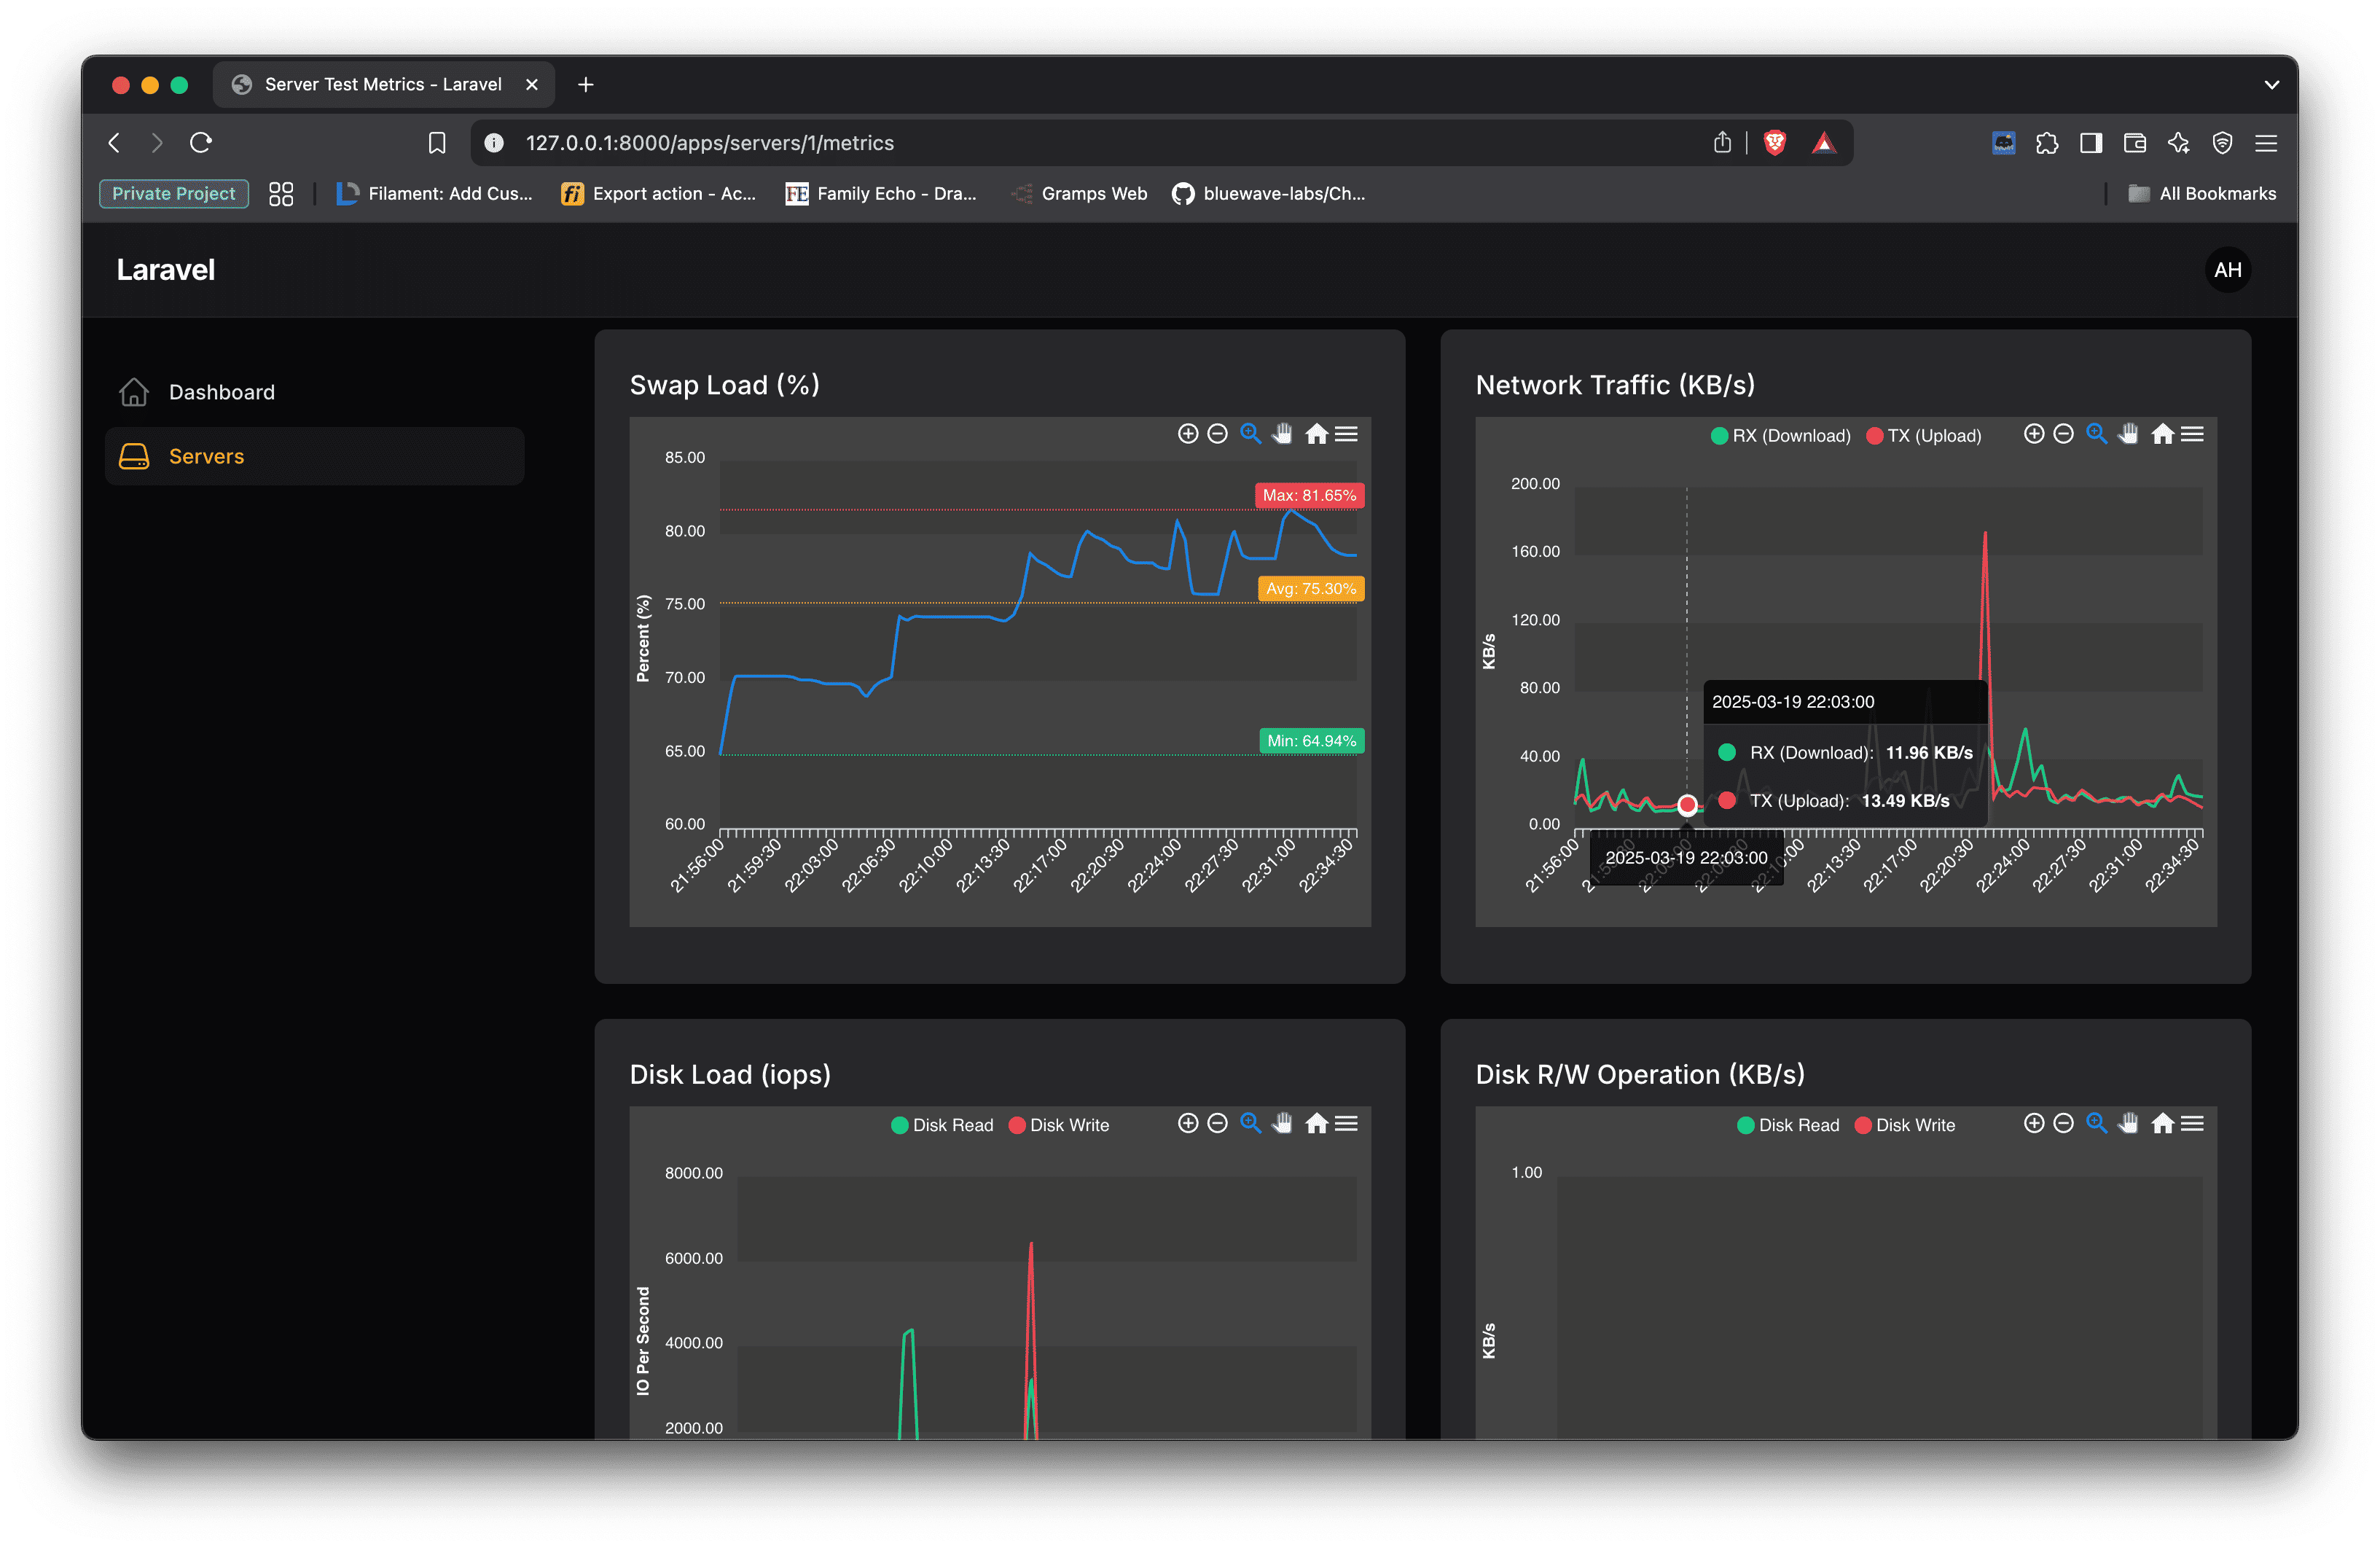 Server Test Metrics - Laravel
127.0.0.1:8000/apps/servers/1/metrics
Private Project
Filament: Add Cus...
Export action - Ac...
Family Echo - Dra...
Gramps Web
bluewave-labs/Ch...
All Bookmarks
Laravel
AH
Dashboard
Servers
Swap Load (%)
85.00
80.00
75.00
70.00
65.00
60.00
Percent (%)
Max: 81.65%
Avg: 75.30%
Min: 64.94%
21:56:00
21:59:30
22:03:00
22:06:30
22:10:00
22:13:30
22:17:00
22:20:30
22:24:00
22:27:30
22:31:00
22:34:30
Network Traffic (KB/s)
RX (Download)
TX (Upload)
200.00
160.00
120.00
80.00
40.00
0.00
KB/s
2025-03-19 22:03:00
RX (Download): 11.96 KB/s
TX (Upload): 13.49 KB/s
2025-03-19 22:03:00
21:56:00
22:13:30
22:17:00
22:20:30
22:24:00
22:27:30
22:31:00
22:34:30
Disk Load (iops)
Disk Read
Disk Write
8000.00
6000.00
4000.00
2000.00
IO Per Second
Disk R/W Operation (KB/s)
Disk Read
Disk Write
1.00
KB/s